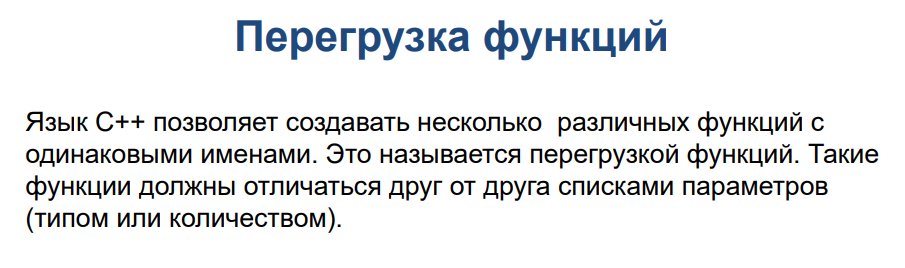 Перегрузка функций
Язык С++ позволяет создавать несколько  различных функций с
одинаковыми именами. Это называется перегрузкой функций. Такие
функции должны отличаться друг от друга списками параметров
(типом или количеством).